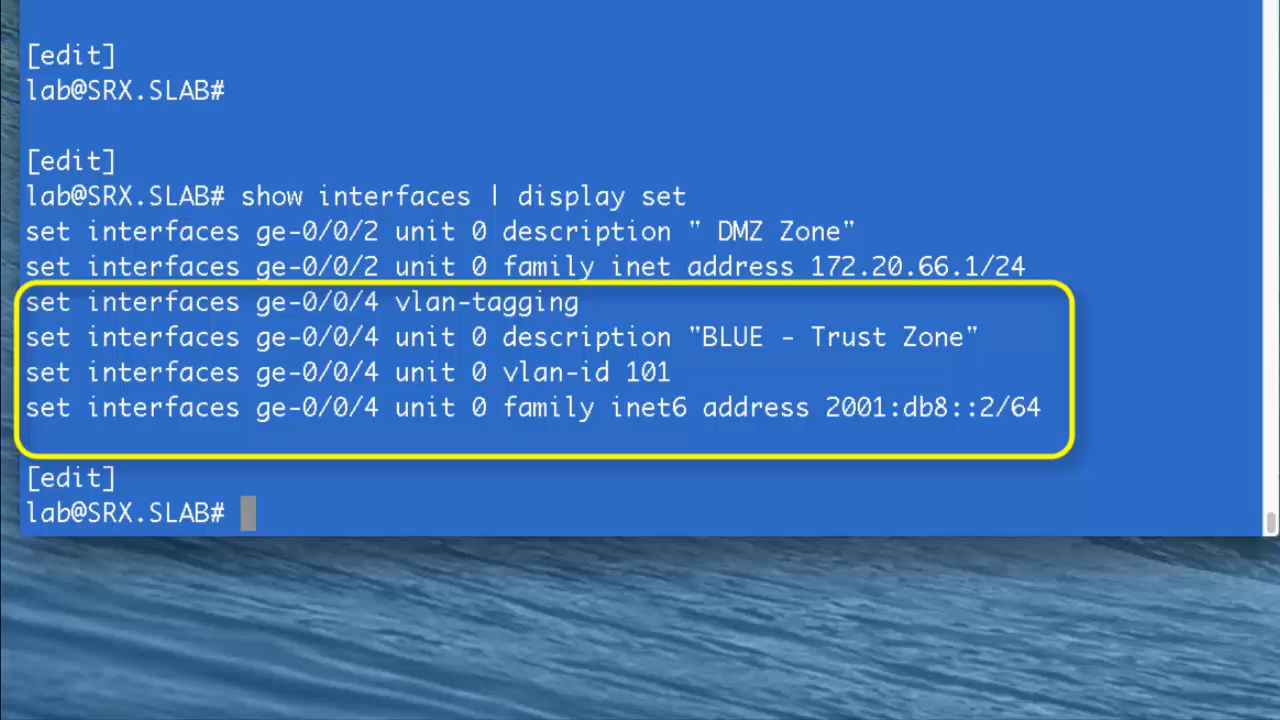 [edit]
lab@SRX.SLAB#
[edit]
lab@SRX.SLAB# show interfaces | display set
set interfaces ge-0/0/2 unit 0 description " DMZ Zone"
set interfaces ge-0/0/2 unit 0 family inet address 172.20.66.1/24
set interfaces ge-0/0/4 vlan-tagging
set interfaces ge-0/0/4 unit 0 description "BLUE - Trust Zone"
set interfaces ge-0/0/4 unit 0 vlan-id 101
set interfaces ge-0/0/4 unit 0 family inet6 address 2001:db8::2/64
[edit]
lab@SRX.SLAB#